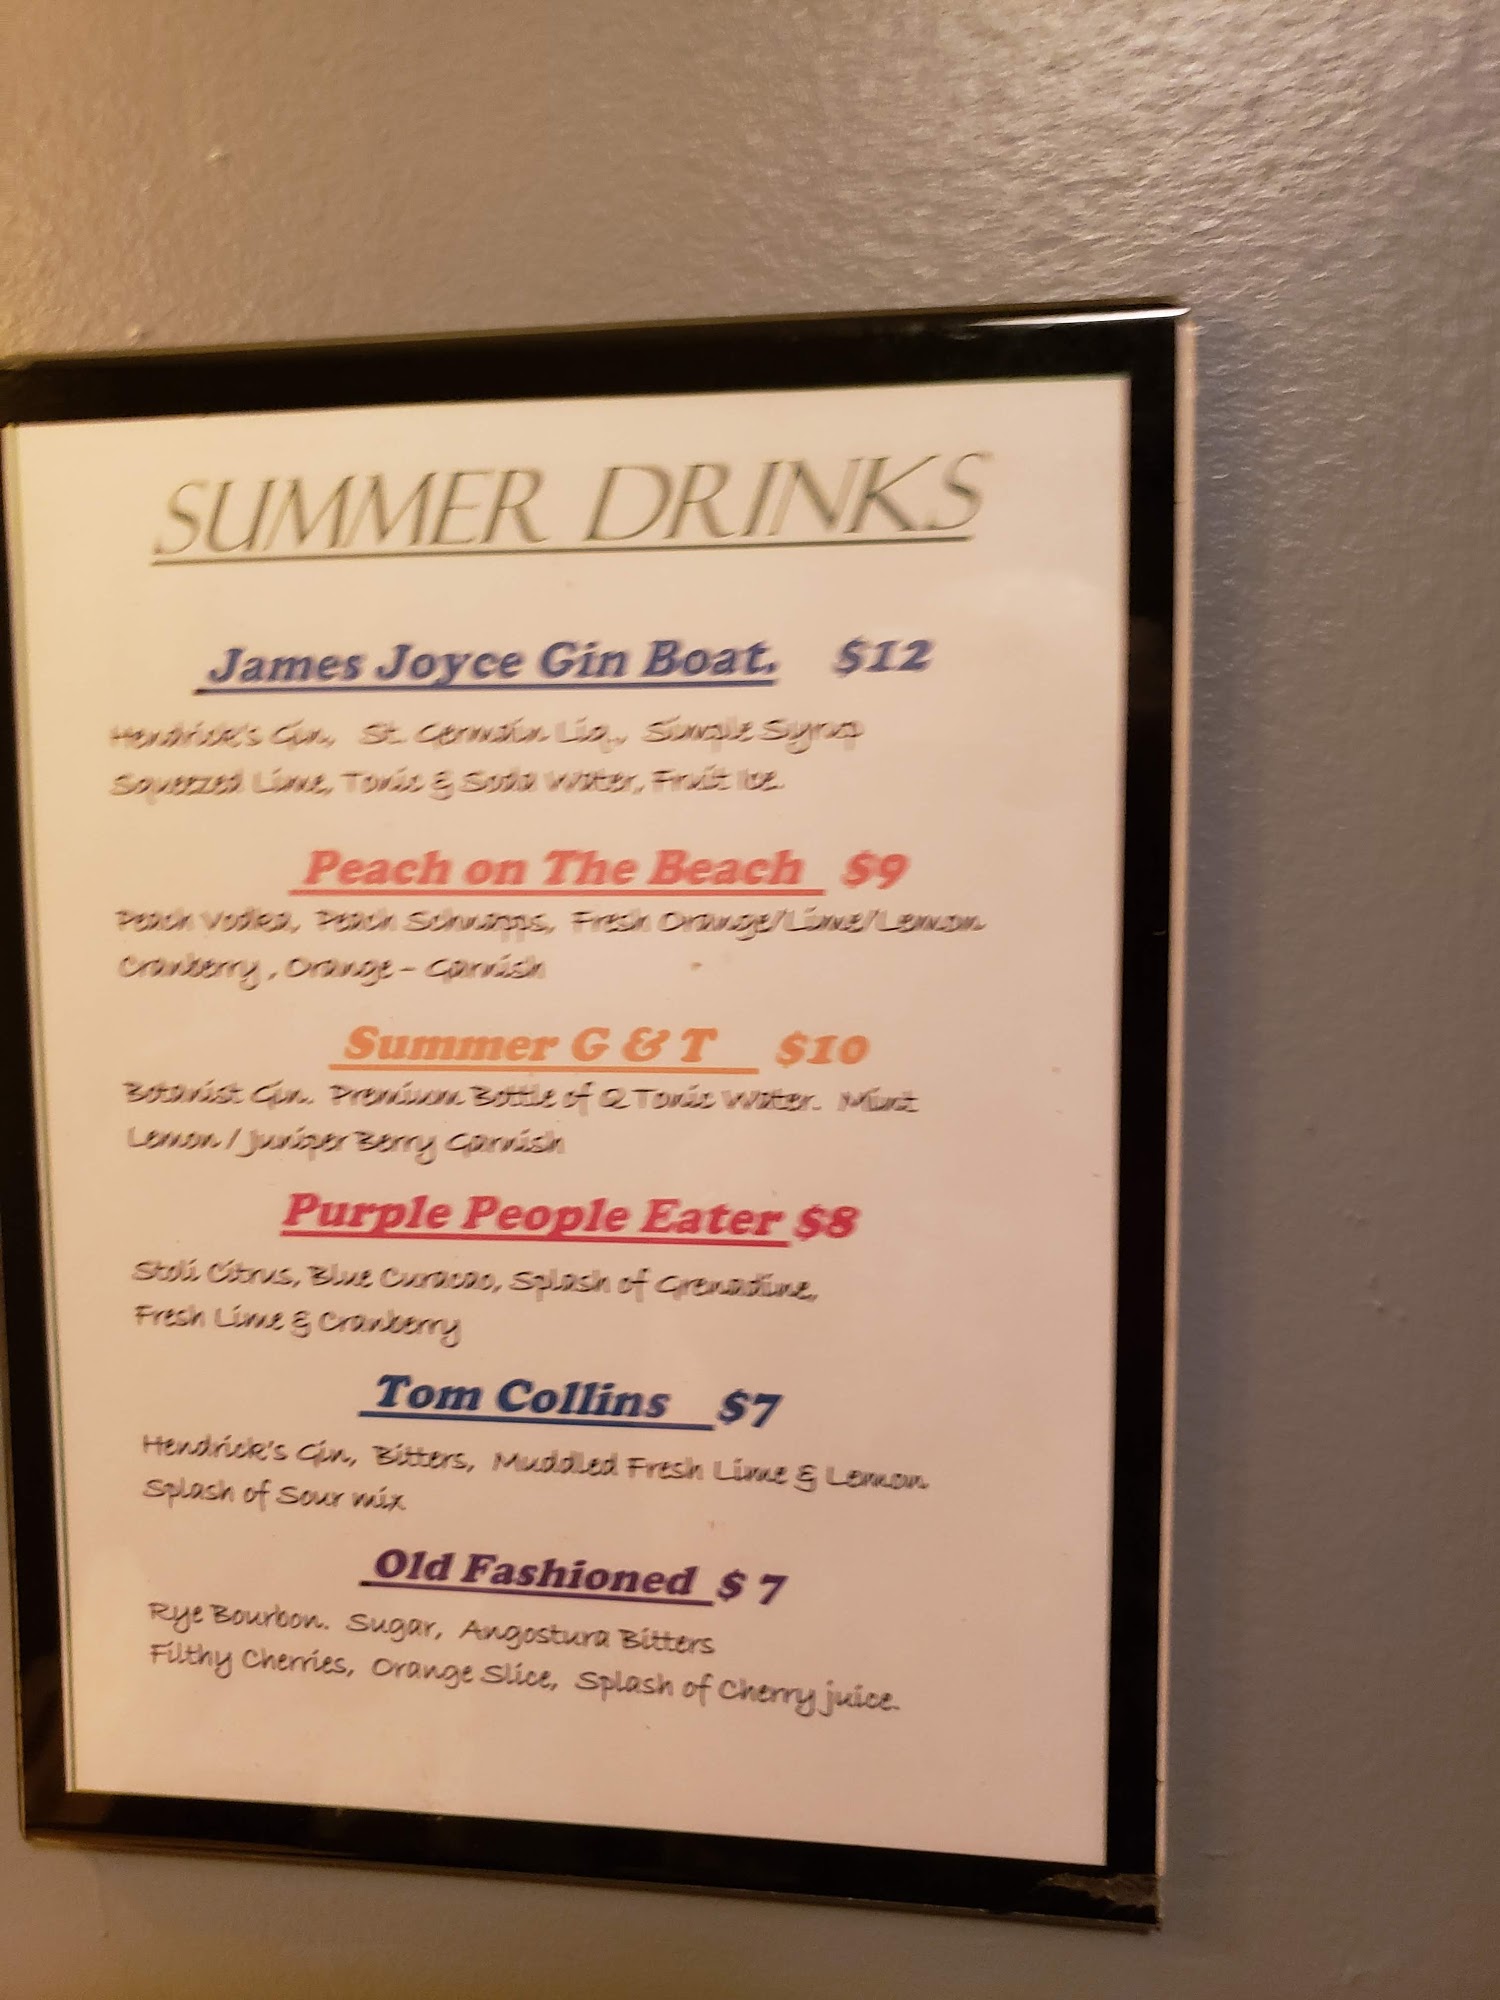 SUMMER DRINKS
James Joyce Gin Boat. $12
Hendrick's Gin, St. Germain Liq., Simple Syrup
Squeezed Lime, Tonic & Soda Water, Fruit Ice.
Peach on The Beach $9
Peach Vodka, Peach Schnapps, Fresh Orange/Lime/Lemon
Cranberry, Orange - Garnish
Summer G & T $10
Botanist Gin. Premium Bottle of Q Tonic Water. Mint
Lemon / Juniper Berry Garnish
Purple People Eater $8
Stoli Citrus, Blue Curacao, Splash of Grenadine,
Fresh Lime & Cranberry
Tom Collins $7
Hendrick's Gin, Bitters, Muddled Fresh Lime & Lemon
Splash of Sour mix
Old Fashioned $ 7
Rye Bourbon. Sugar, Angostura Bitters
Filthy Cherries, Orange Slice, Splash of Cherry juice.